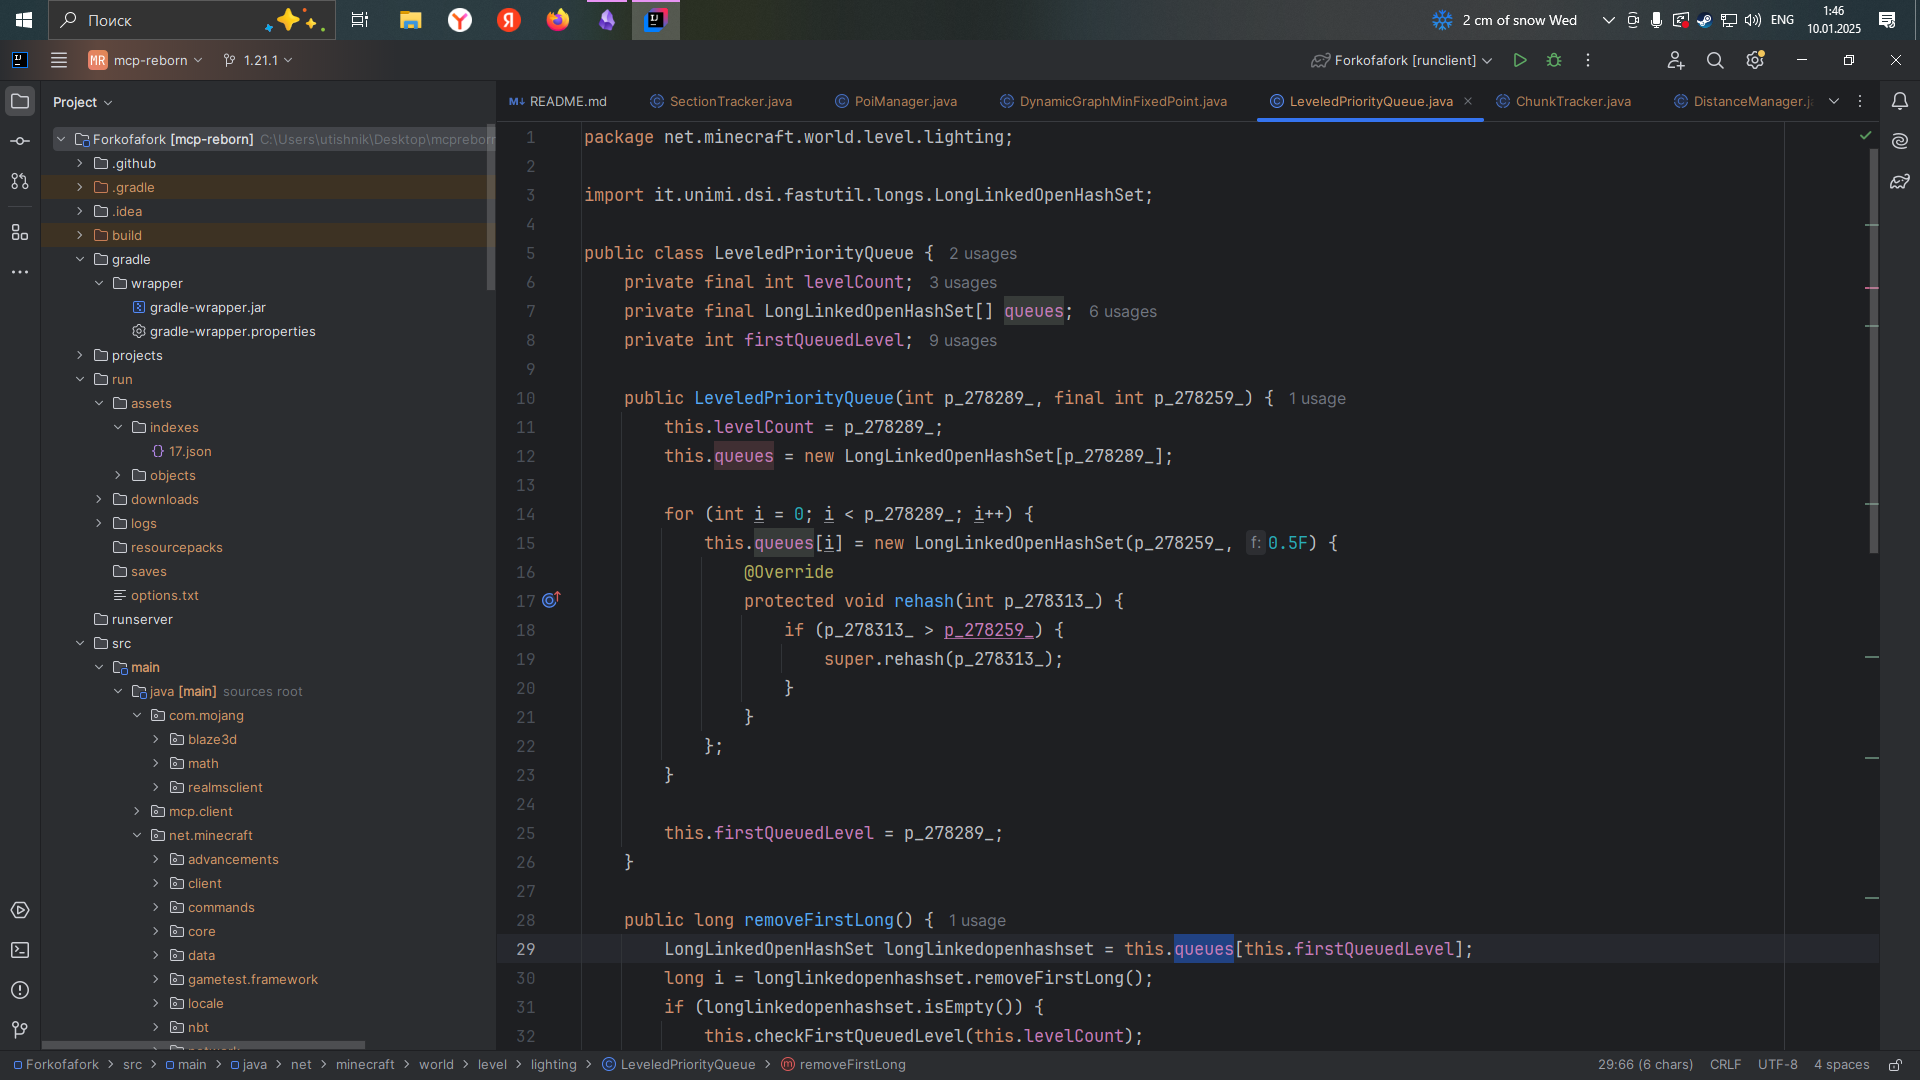 Поиск
2 cm of snow Wed
ENG
1:46
10.01.2025
MR mcp-reborn
1.21.1
Forkofafork [runclient]
Project
M↓ README.md
SectionTracker.java
PoiManager.java
DynamicGraphMinFixedPoint.java
LeveledPriorityQueue.java
ChunkTracker.java
DistanceManager.ja
Forkofafork [mcp-reborn] C:\Users\utishnik\Desktop\mcpreborn
.github
.gradle
.idea
build
gradle
wrapper
gradle-wrapper.jar
gradle-wrapper.properties
projects
run
assets
indexes
17.json
objects
downloads
logs
resourcepacks
saves
options.txt
runserver
src
main
java [main] sources root
com.mojang
blaze3d
math
realmsclient
mcp.client
net.minecraft
advancements
client
commands
core
data
gametest.framework
locale
nbt
1 package net.minecraft.world.level.lighting;
2
3 import it.unimi.dsi.fastutil.longs.LongLinkedOpenHashSet;
4
5 public class LeveledPriorityQueue { 2 usages
6 private final int levelCount; 3 usages
7 private final LongLinkedOpenHashSet[] queues; 6 usages
8 private int firstQueuedLevel; 9 usages
9
10 public LeveledPriorityQueue(int p_278289_, final int p_278259_) { 1 usage
11 this.levelCount = p_278289_;
12 this.queues = new LongLinkedOpenHashSet[p_278289_];
13
14 for (int i = 0; i < p_278289_; i++) {
15 this.queues[i] = new LongLinkedOpenHashSet(p_278259_, f: 0.5F) {
16 @Override
17 protected void rehash(int p_278313_) {
18 if (p_278313_ > p_278259_) {
19 super.rehash(p_278313_);
20 }
21 }
22 };
23 }
24
25 this.firstQueuedLevel = p_278289_;
26 }
27
28 public long removeFirstLong() { 1 usage
29 LongLinkedOpenHashSet longlinkedopenhashset = this.queues[this.firstQueuedLevel];
30 long i = longlinkedopenhashset.removeFirstLong();
31 if (longlinkedopenhashset.isEmpty()) {
32 this.checkFirstQueuedLevel(this.levelCount);
Forkofafork > src > main > java > net > minecraft > world > level > lighting > LeveledPriorityQueue > removeFirstLong
29:66 (6 chars)
CRLF
UTF-8
4 spaces